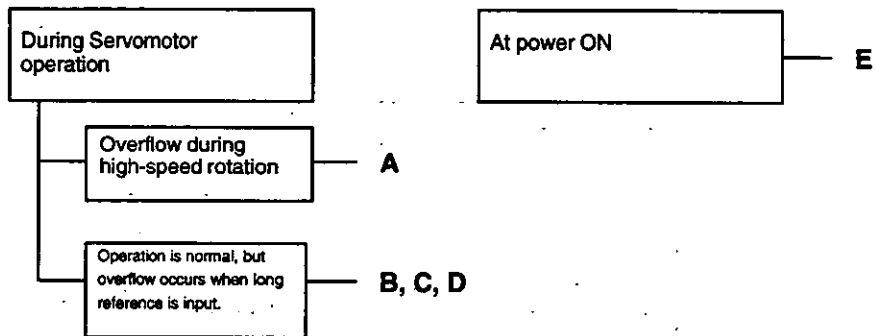 During Servomotor
operation
At power ON
E
Overflow during
high-speed rotation
A
Operation is normal, but
overflow occurs when long
reference is input.
B, C, D